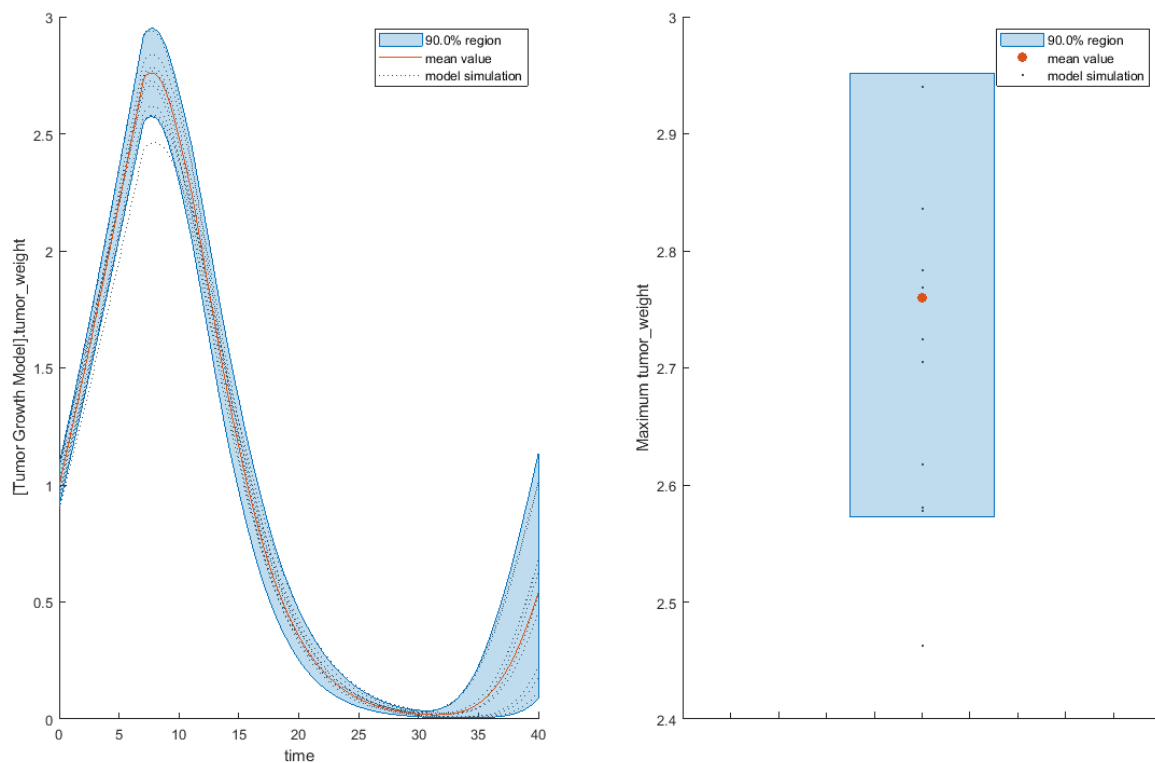 3
2.5
2
1.5
1
0.5
0
[Tumor Growth Model].tumor_weight
90.0% region
mean value
model simulation
0 5 10 15 20 25 30 35 40
time
3
2.9
2.8
2.7
2.6
2.5
2.4
Maximum tumor_weight
90.0% region
mean value
model simulation